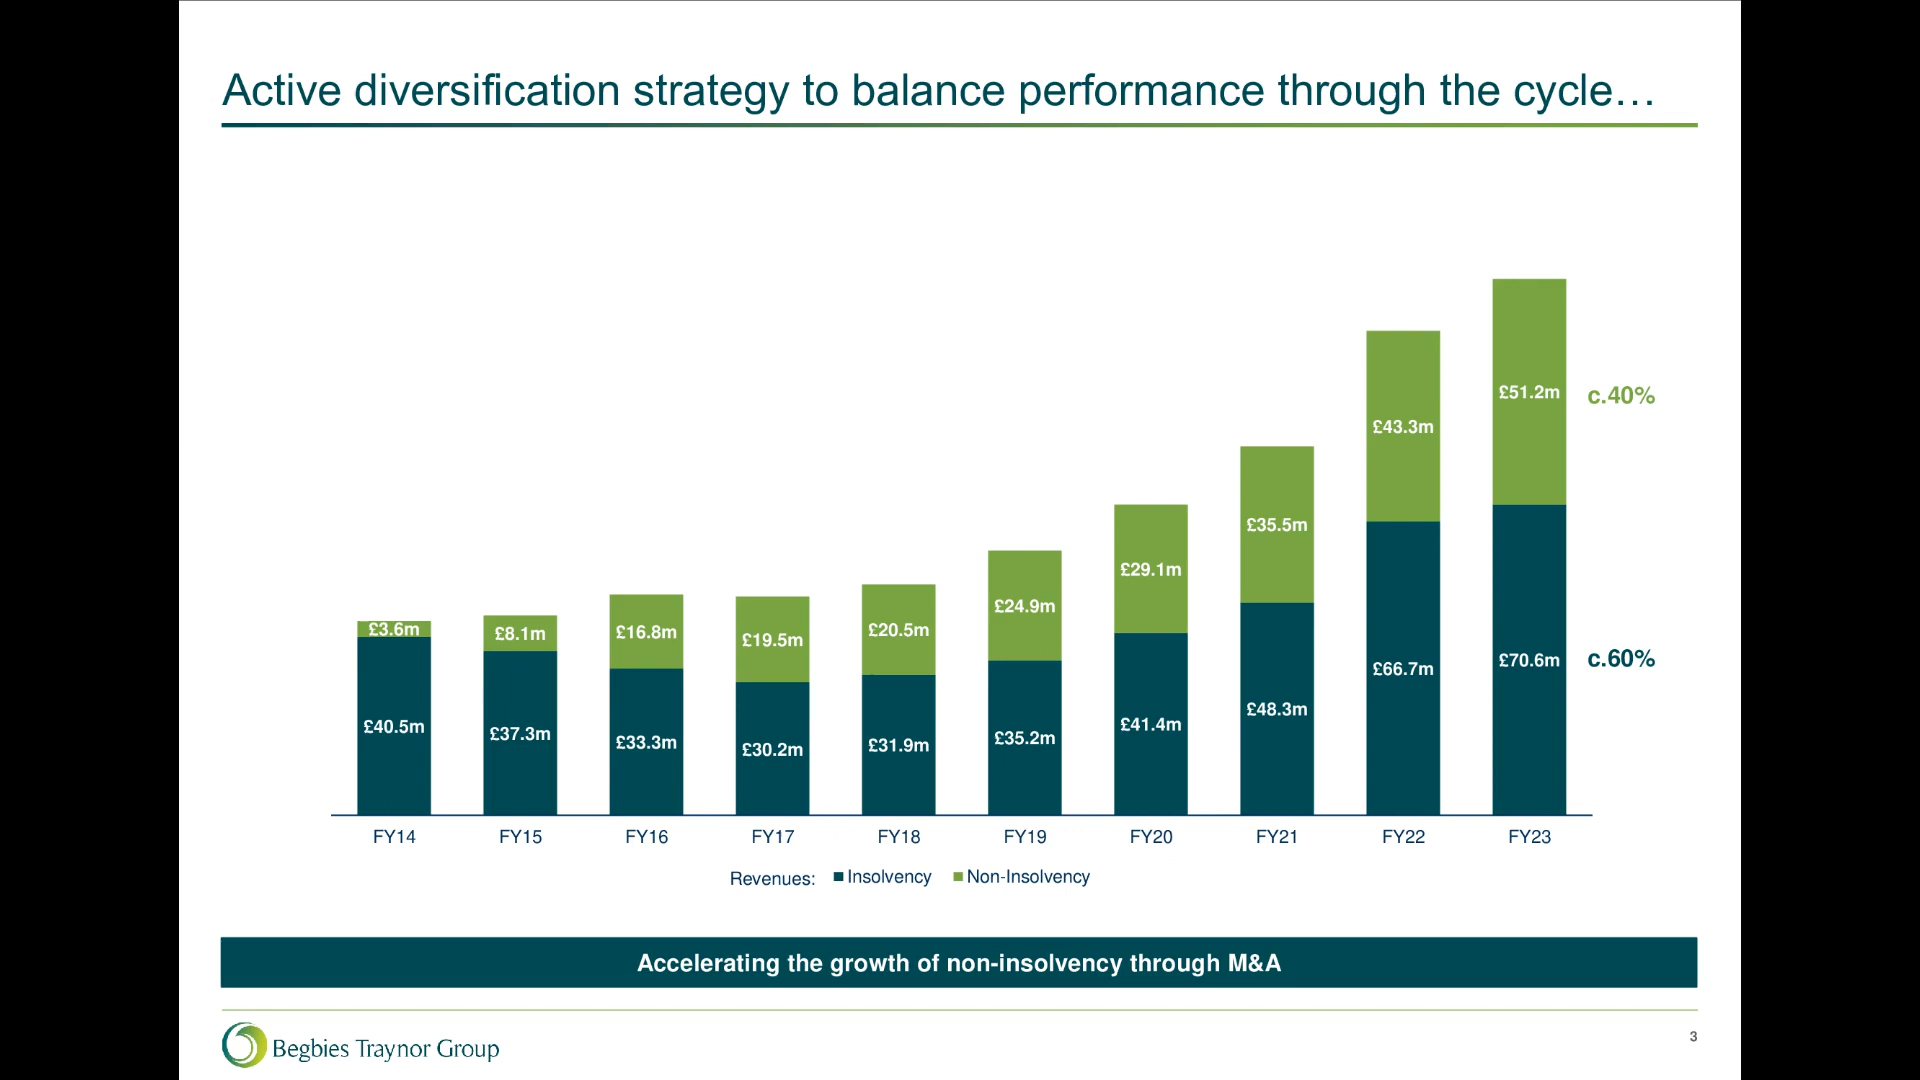 Active diversification strategy to balance performance through the cycle…
£3.6m £8.1m £16.8m £19.5m £20.5m £24.9m £29.1m £35.5m £43.3m £51.2m c.40%
£40.5m £37.3m £33.3m £30.2m £31.9m £35.2m £41.4m £48.3m £66.7m £70.6m c.60%
FY14 FY15 FY16 FY17 FY18 FY19 FY20 FY21 FY22 FY23
Revenues: Insolvency Non-Insolvency
Accelerating the growth of non-insolvency through M&A
Begbies Traynor Group
3